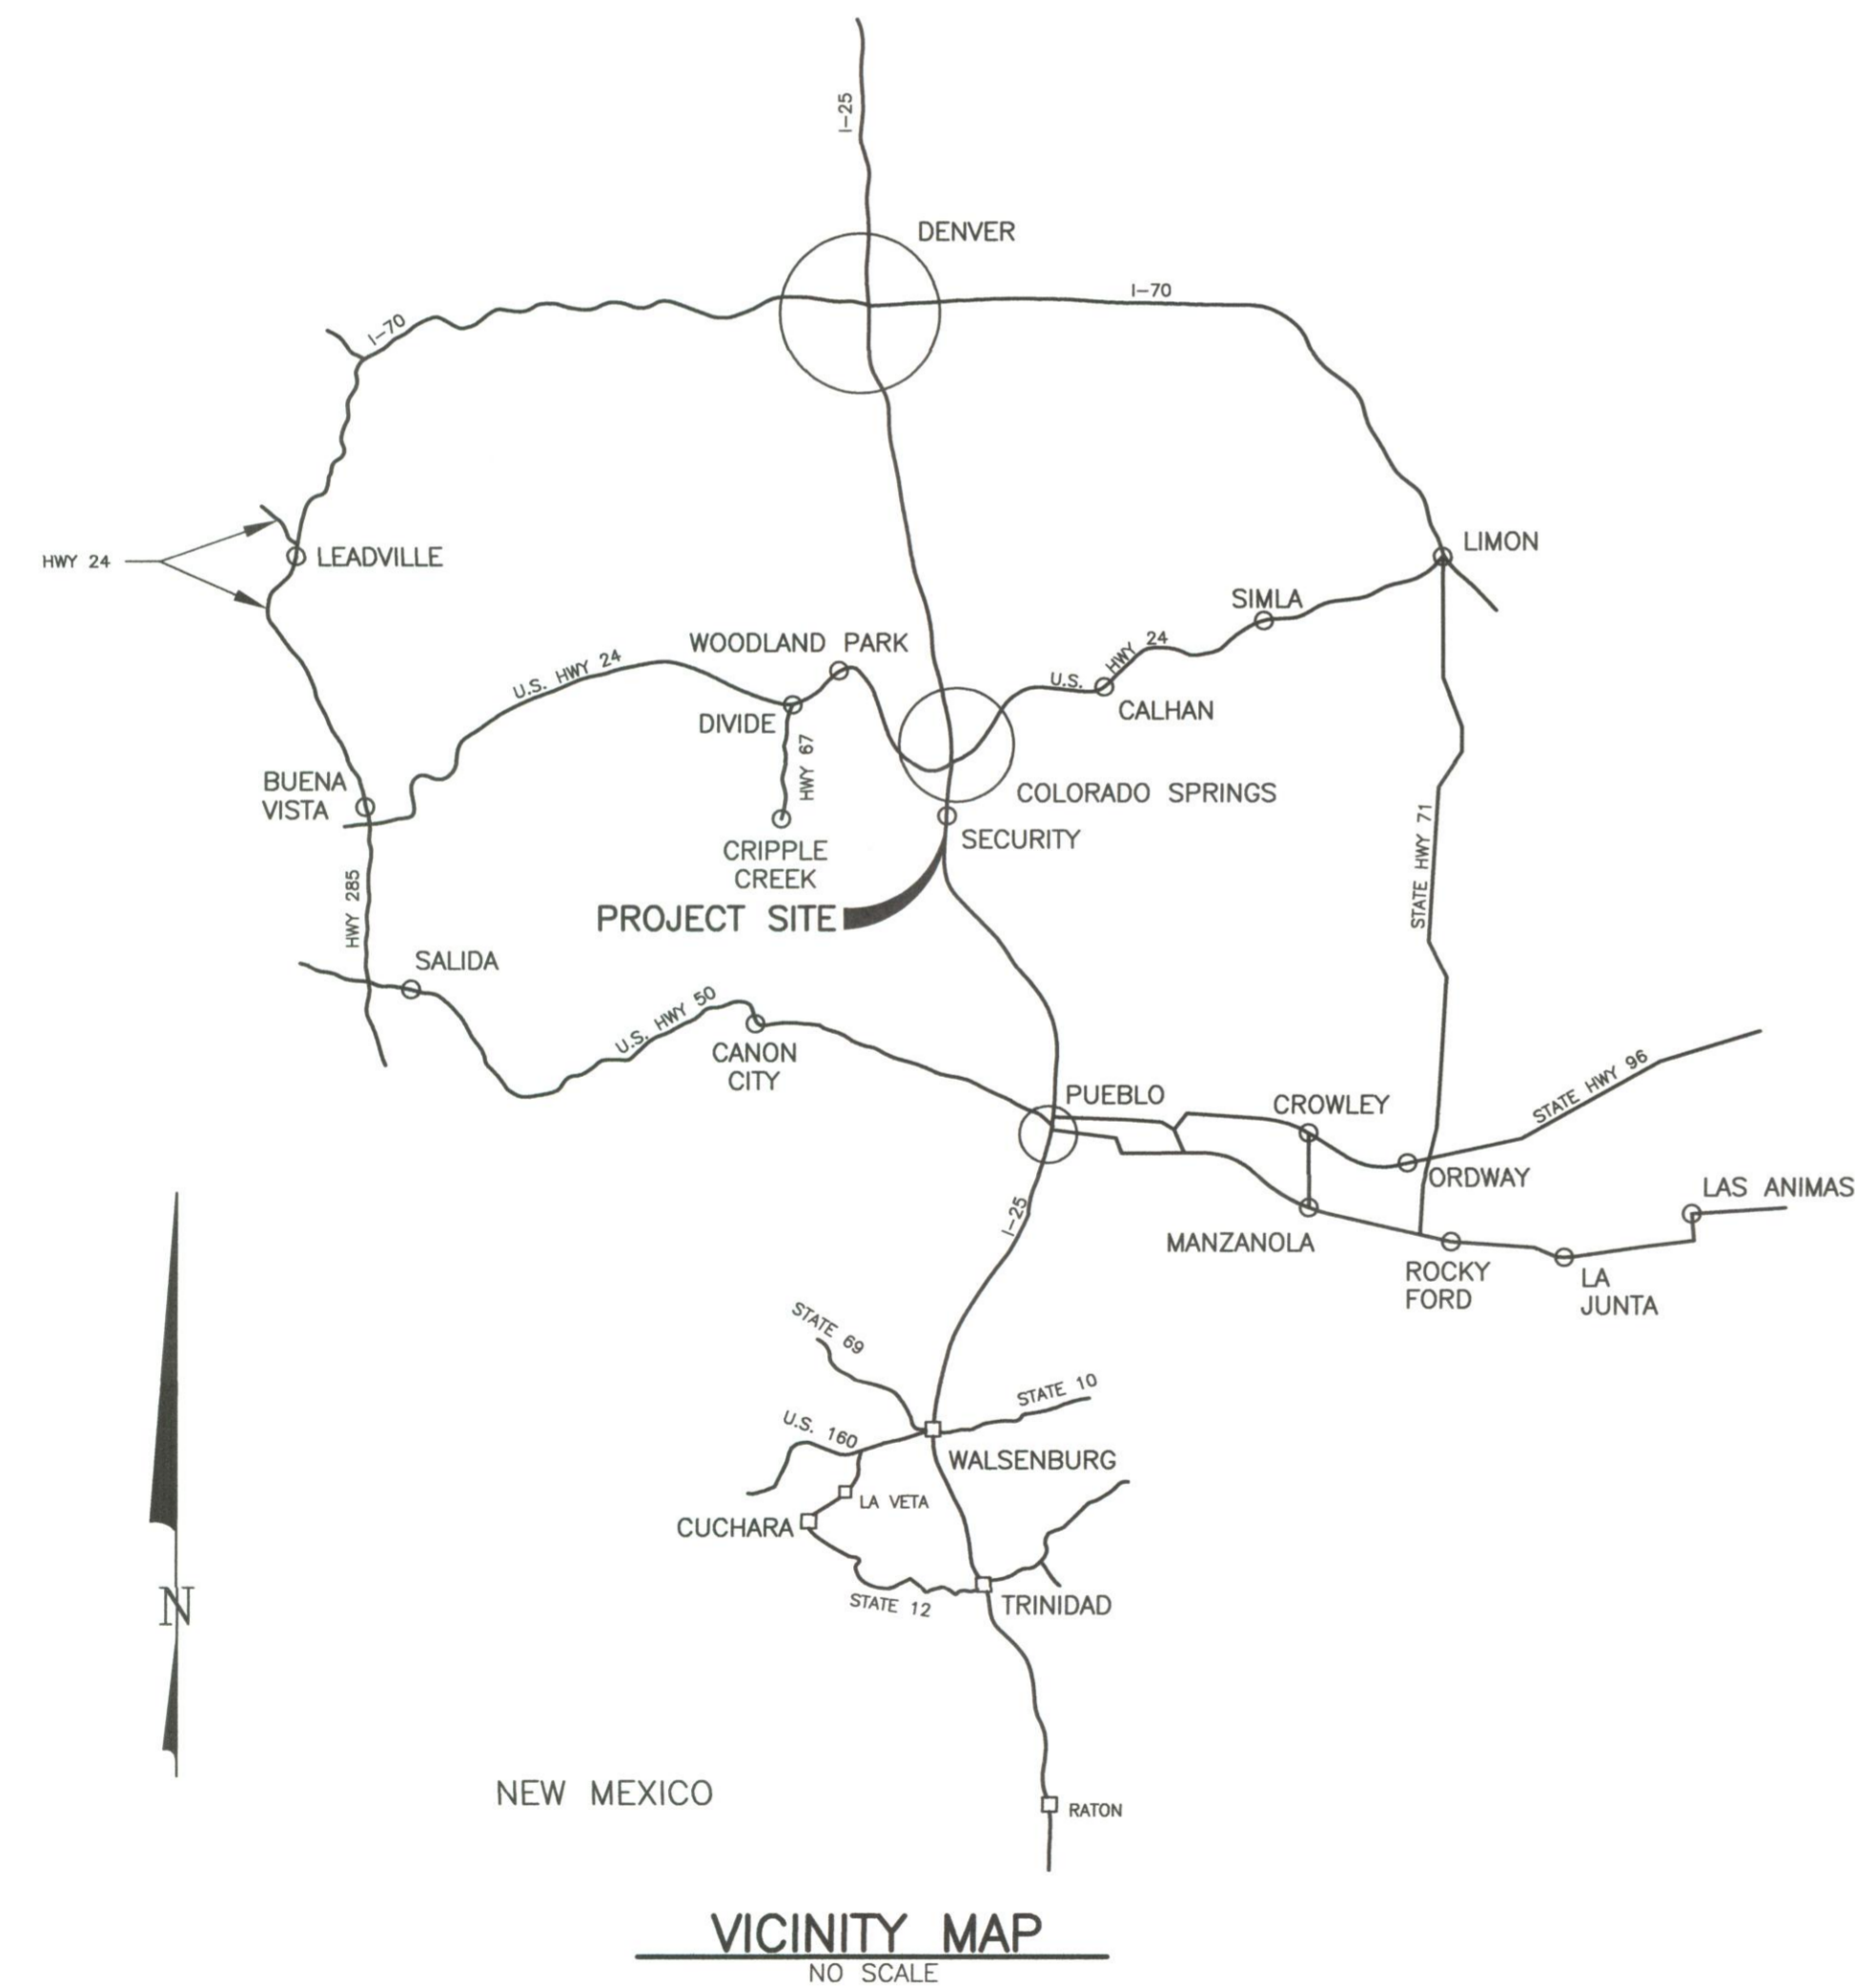 I-25
DENVER
I-70
I-70
LIMON
HWY 24
LEADVILLE
SIMLA
WOODLAND PARK
U.S. HWY 24
U.S. HWY 24
DIVIDE
CALHAN
HWY 67
BUENA
VISTA
COLORADO SPRINGS
SECURITY
CRIPPLE
CREEK
STATE HWY 71
HWY 285
PROJECT SITE
SALIDA
U.S. HWY 50
CANON
CITY
PUEBLO
CROWLEY
STATE HWY 96
ORDWAY
LAS ANIMAS
I-25
MANZANOLA
ROCKY
FORD
LA
JUNTA
STATE 69
STATE 10
U.S. 160
WALSENBURG
LA VETA
CUCHARA
STATE 12
TRINIDAD
N
NEW MEXICO
RATON
VICINITY MAP
NO SCALE